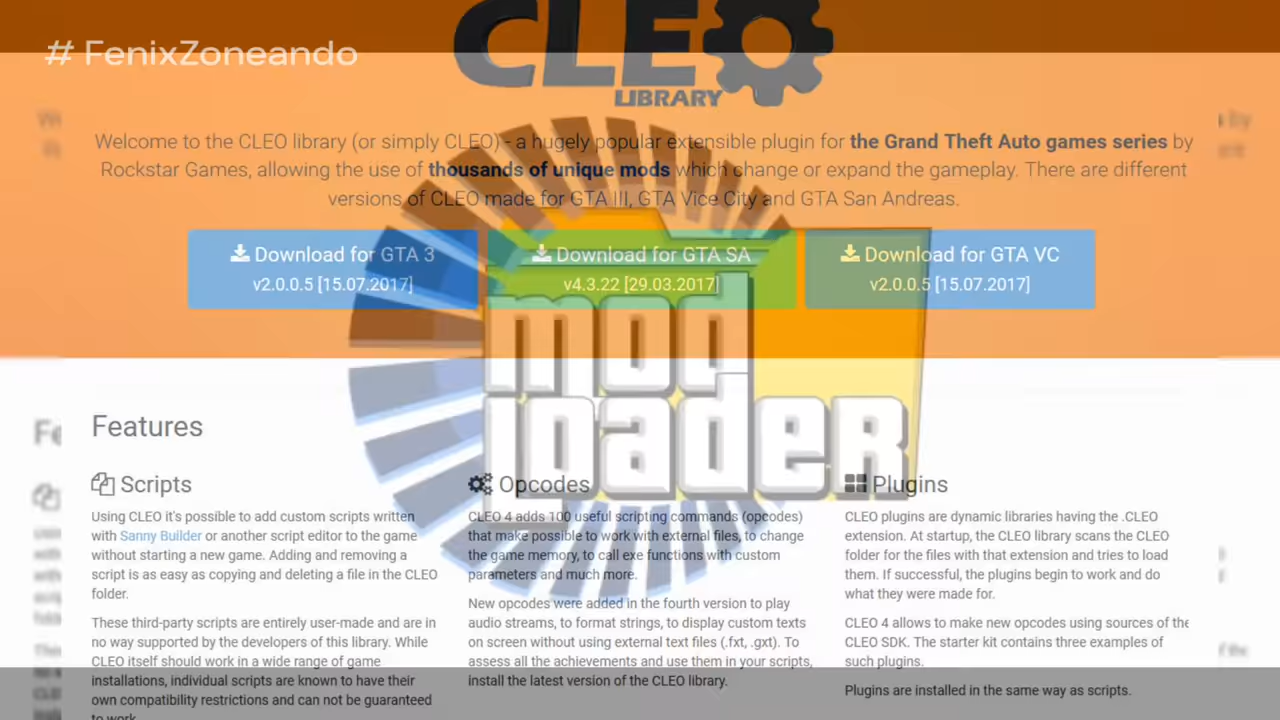 # FenixZoneando
CLEO
LIBRARY
Welcome to the CLEO library (or simply CLEO) - a hugely popular extensible plugin for the Grand Theft Auto games series by
Rockstar Games, allowing the use of thousands of unique mods which change or expand the gameplay. There are different
versions of CLEO made for GTA III, GTA Vice City and GTA San Andreas.
Download for GTA 3
v2.0.0.5 [15.07.2017]
Download for GTA SA
v4.3.22 [29.03.2017]
Download for GTA VC
v2.0.0.5 [15.07.2017]
mod
loader
Features
Scripts
Using CLEO it's possible to add custom scripts written
with Sanny Builder or another script editor to the game
without starting a new game. Adding and removing a
script is as easy as copying and deleting a file in the CLEO
folder.
These third-party scripts are entirely user-made and are in
no way supported by the developers of this library. While
CLEO itself should work in a wide range of game
installations, individual scripts are known to have their
own compatibility restrictions and can not be guaranteed
to work
Opcodes
CLEO 4 adds 100 useful scripting commands (opcodes)
that make possible to work with external files, to change
the game memory, to call exe functions with custom
parameters and much more.
New opcodes were added in the fourth version to play
audio streams, to format strings, to display custom texts
on screen without using external text files (.fxt, .gxt). To
assess all the achievements and use them in your scripts,
install the latest version of the CLEO library.
Plugins
CLEO plugins are dynamic libraries having the .CLEO
extension. At startup, the CLEO library scans the CLEO
folder for the files with that extension and tries to load
them. If successful, the plugins begin to work and do
what they were made for.
CLEO 4 allows to make new opcodes using sources of the
CLEO SDK. The starter kit contains three examples of
such plugins.
Plugins are installed in the same way as scripts.